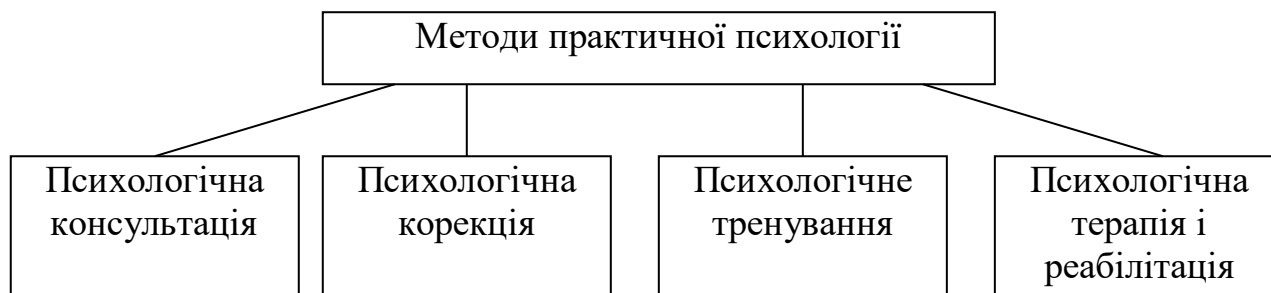 Методи практичної психології
Психологічна
консультація
Психологічна
корекція
Психологічне
тренування
Психологічна
терапія і
реабілітація